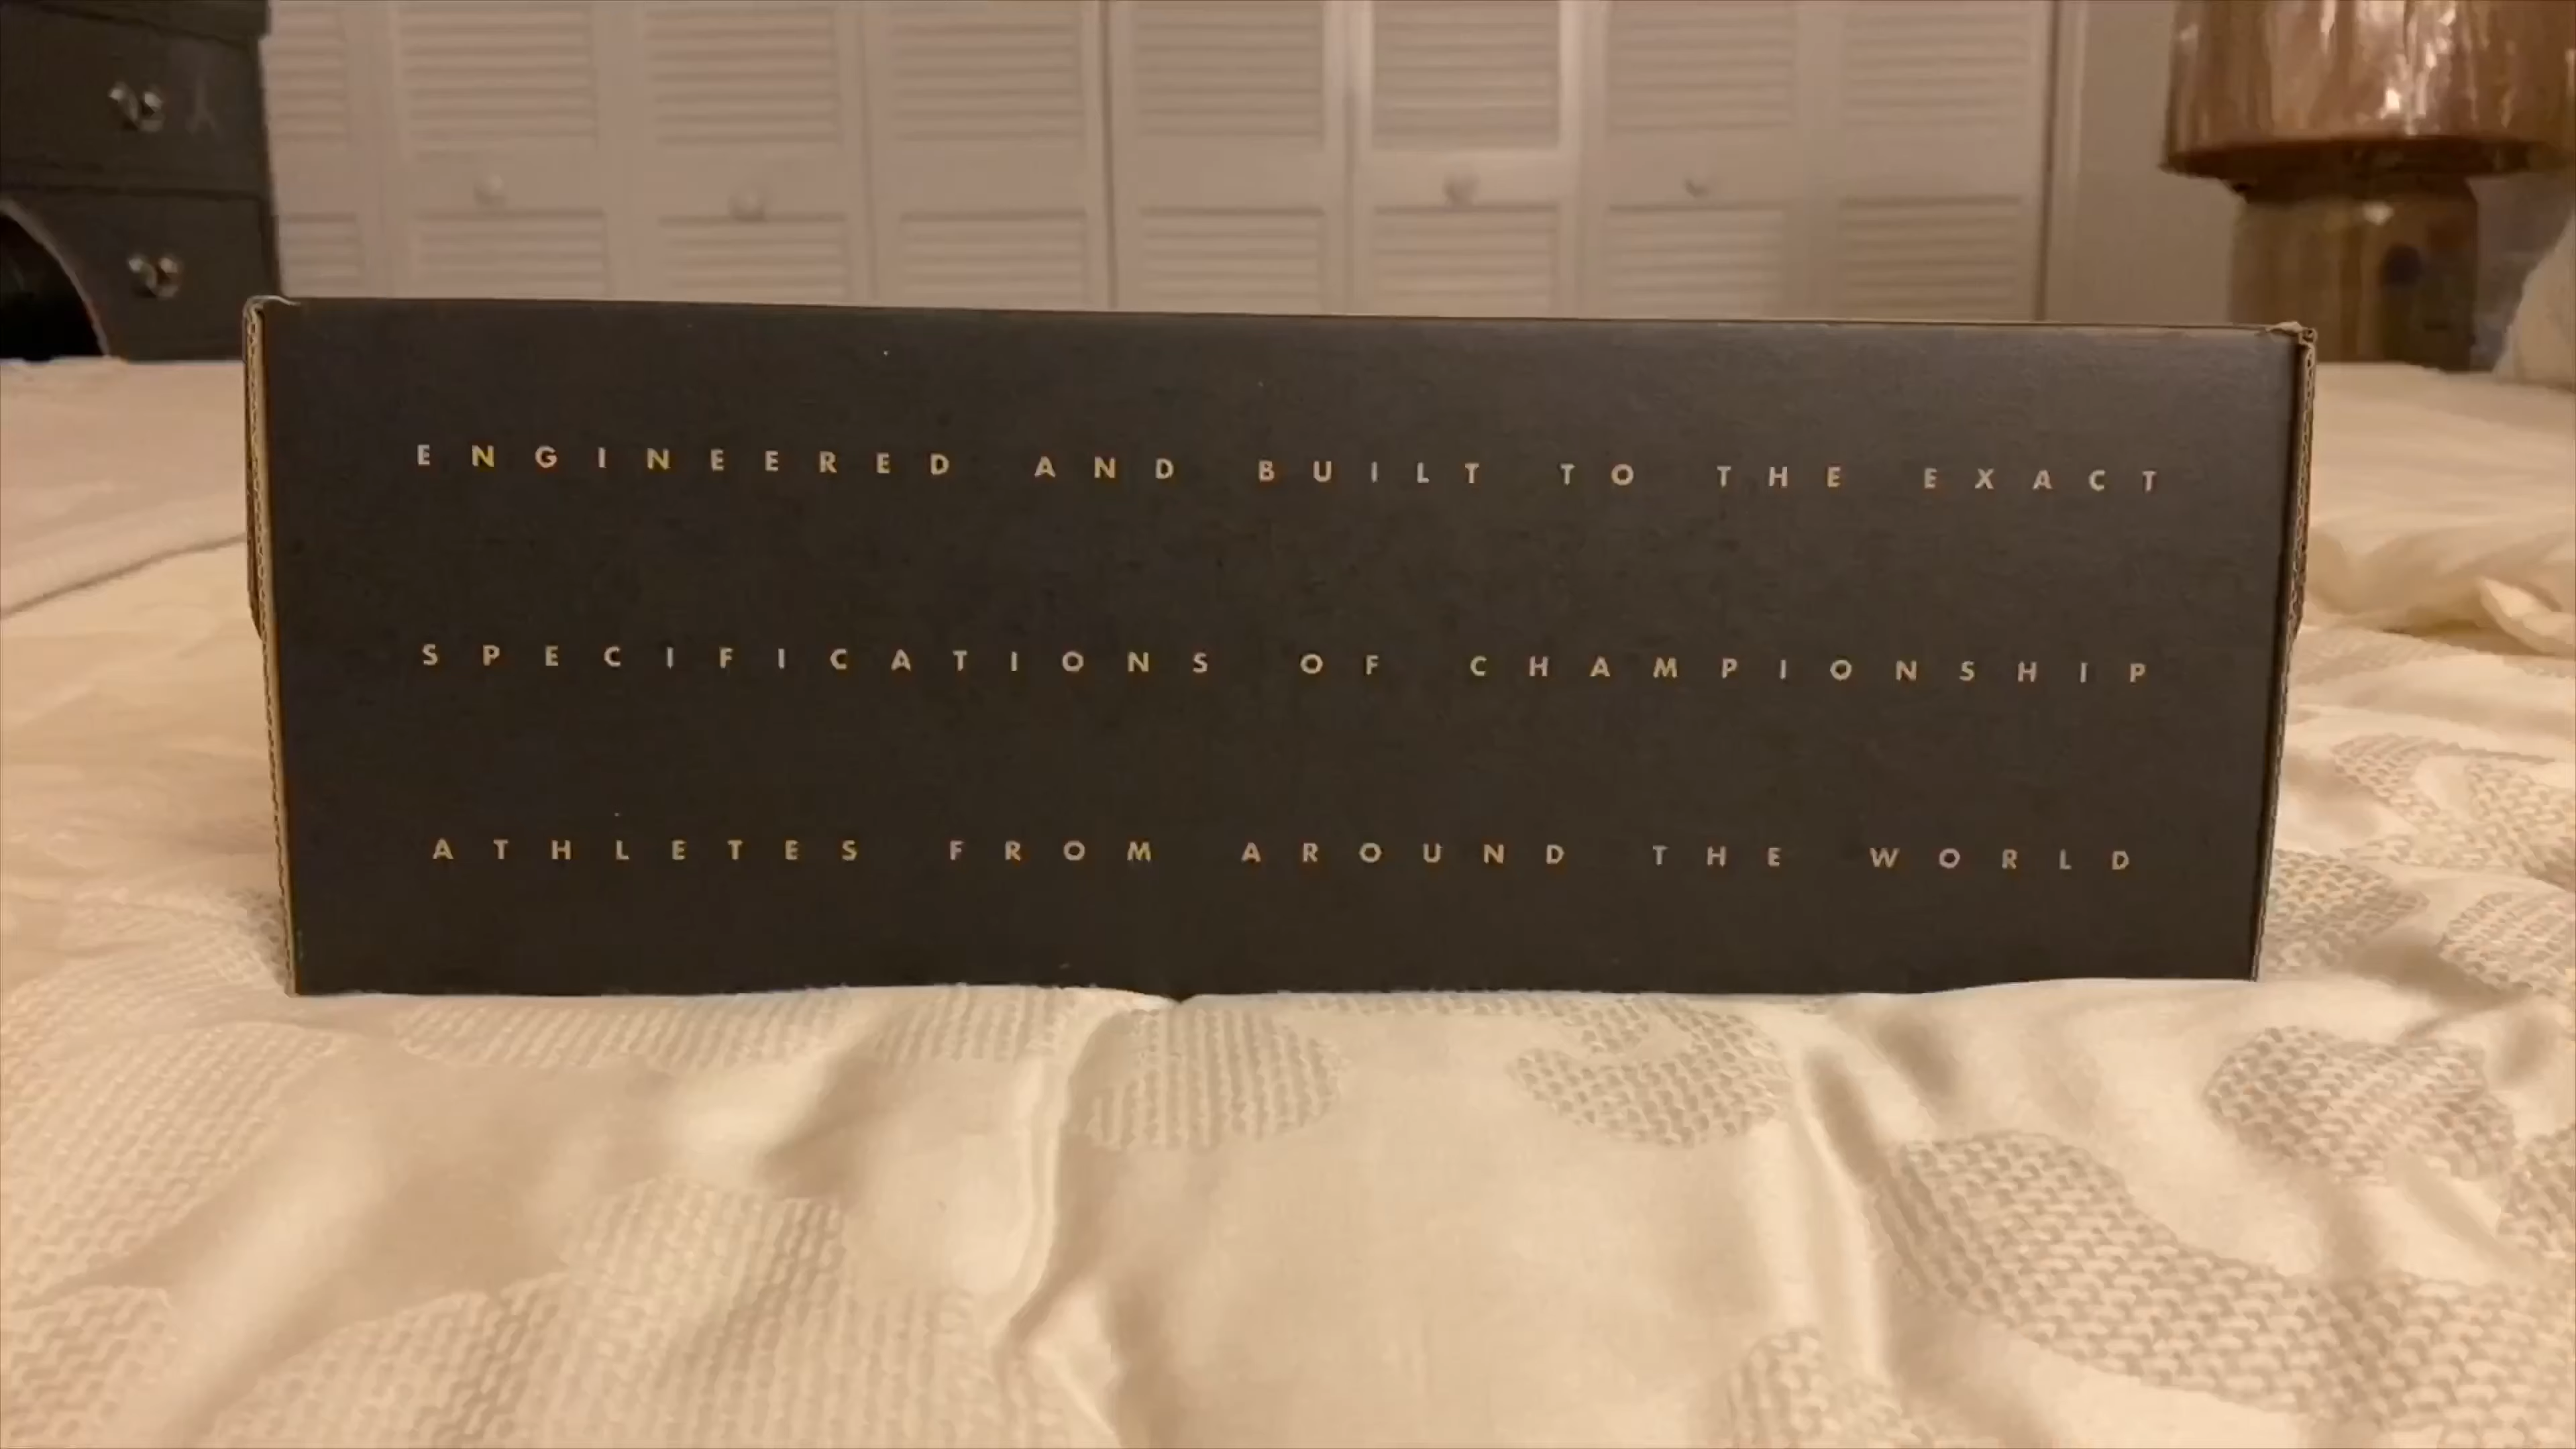 ENGINEERED AND BUILT TO THE EXACT
SPECIFICATIONS OF CHAMPIONSHIP
ATHLETES FROM AROUND THE WORLD